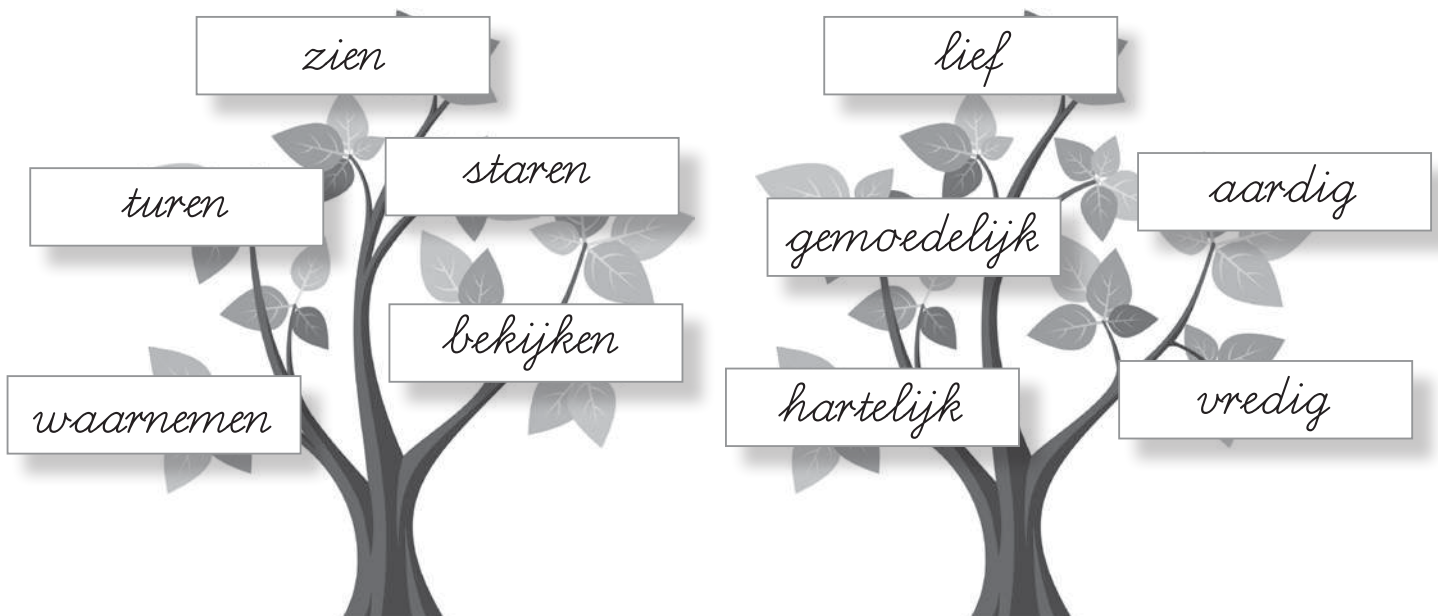 zien
staren
turen
bekijken
waarnemen
lief
aardig
gemoedelijk
vredig
hartelijk